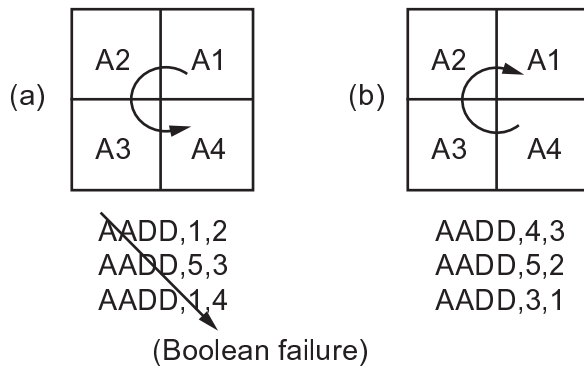 (a)
A2 A1
A3 A4
AADD,1,2
AADD,5,3
AADD,1,4
(Boolean failure)
(b)
A2 A1
A3 A4
AADD,4,3
AADD,5,2
AADD,3,1